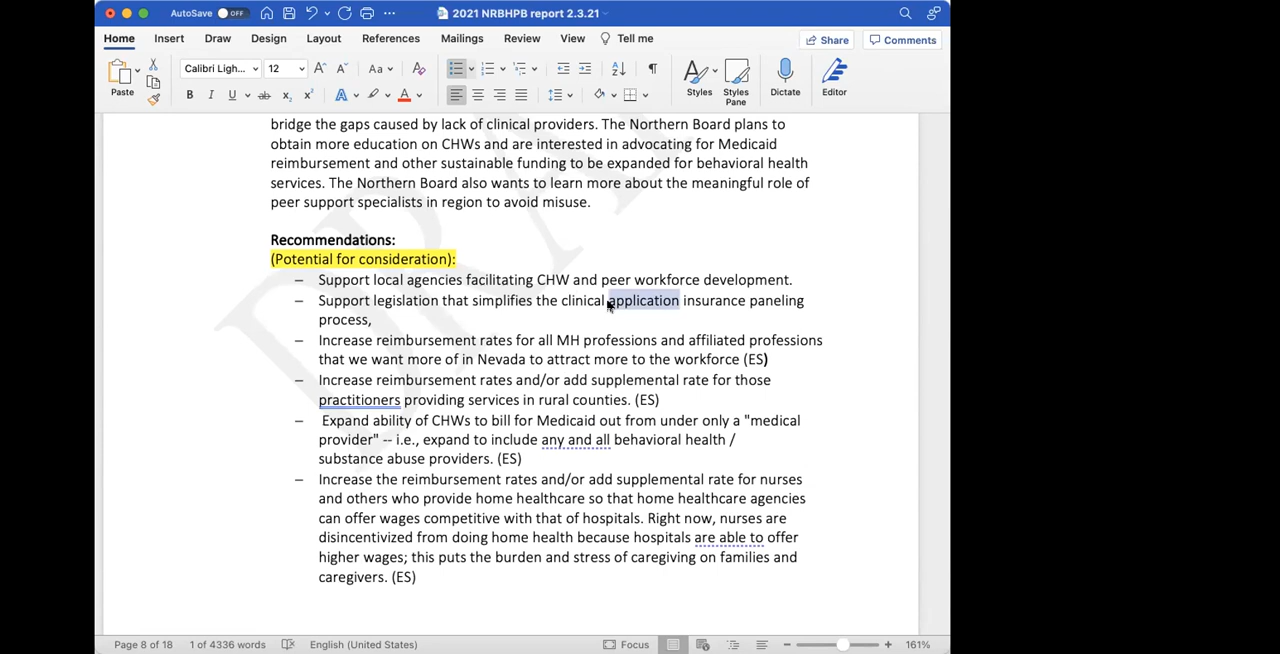 AutoSave OFF 2021 NRBHPB report 2.3.21
Home Insert Draw Design Layout References Mailings Review View Tell me Share Comments
Calibri Ligh... 12 Aa
Paste Styles Styles Pane Dictate Editor
bridge the gaps caused by lack of clinical providers. The Northern Board plans to
obtain more education on CHWs and are interested in advocating for Medicaid
reimbursement and other sustainable funding to be expanded for behavioral health
services. The Northern Board also wants to learn more about the meaningful role of
peer support specialists in region to avoid misuse.
Recommendations:
(Potential for consideration):
– Support local agencies facilitating CHW and peer workforce development.
– Support legislation that simplifies the clinical application insurance paneling
process,
– Increase reimbursement rates for all MH professions and affiliated professions
that we want more of in Nevada to attract more to the workforce (ES)
– Increase reimbursement rates and/or add supplemental rate for those
practitioners providing services in rural counties. (ES)
– Expand ability of CHWs to bill for Medicaid out from under only a "medical
provider" -- i.e., expand to include any and all behavioral health /
substance abuse providers. (ES)
– Increase the reimbursement rates and/or add supplemental rate for nurses
and others who provide home healthcare so that home healthcare agencies
can offer wages competitive with that of hospitals. Right now, nurses are
disincentivized from doing home health because hospitals are able to offer
higher wages; this puts the burden and stress of caregiving on families and
caregivers. (ES)
Page 8 of 18 1 of 4336 words English (United States) Focus 161%